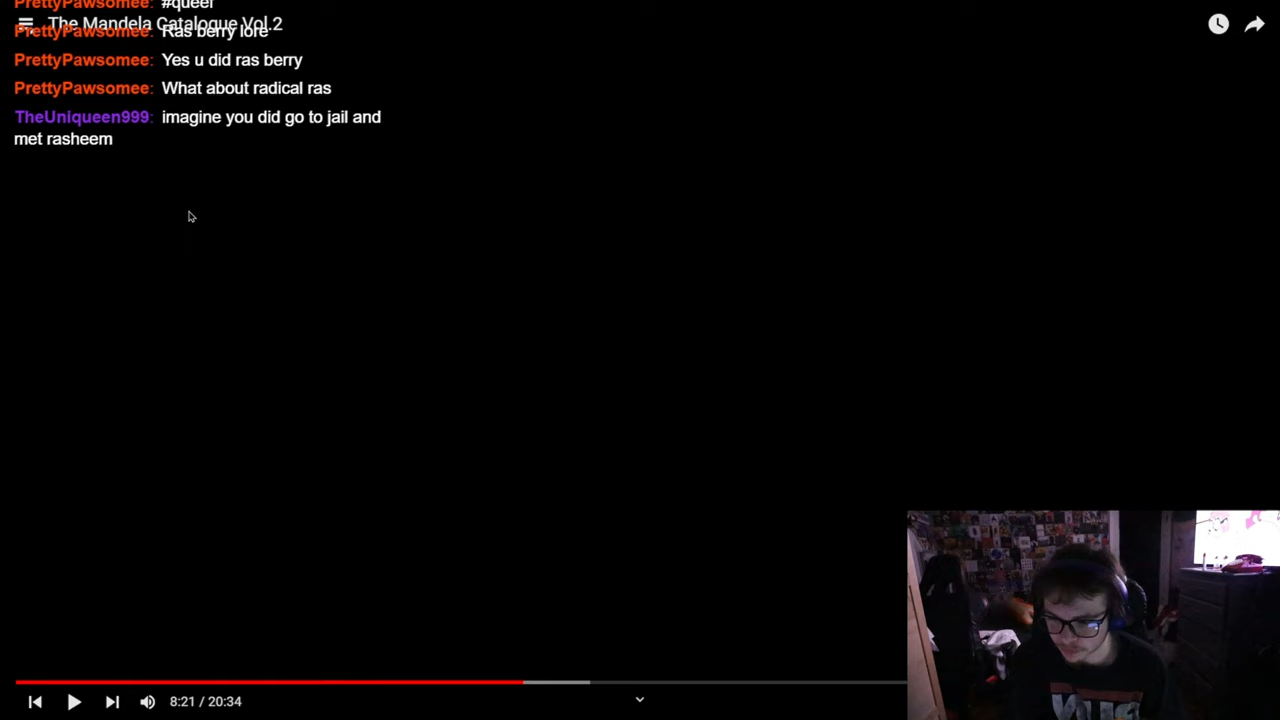 PrettyPawsomee: #queef
The Mandela Catalogue Vol.2
PrettyPawsomee: Ras berry lore
PrettyPawsomee: Yes u did ras berry
PrettyPawsomee: What about radical ras
TheUniqueen999: imagine you did go to jail and
met rasheem
8:21 / 20:34